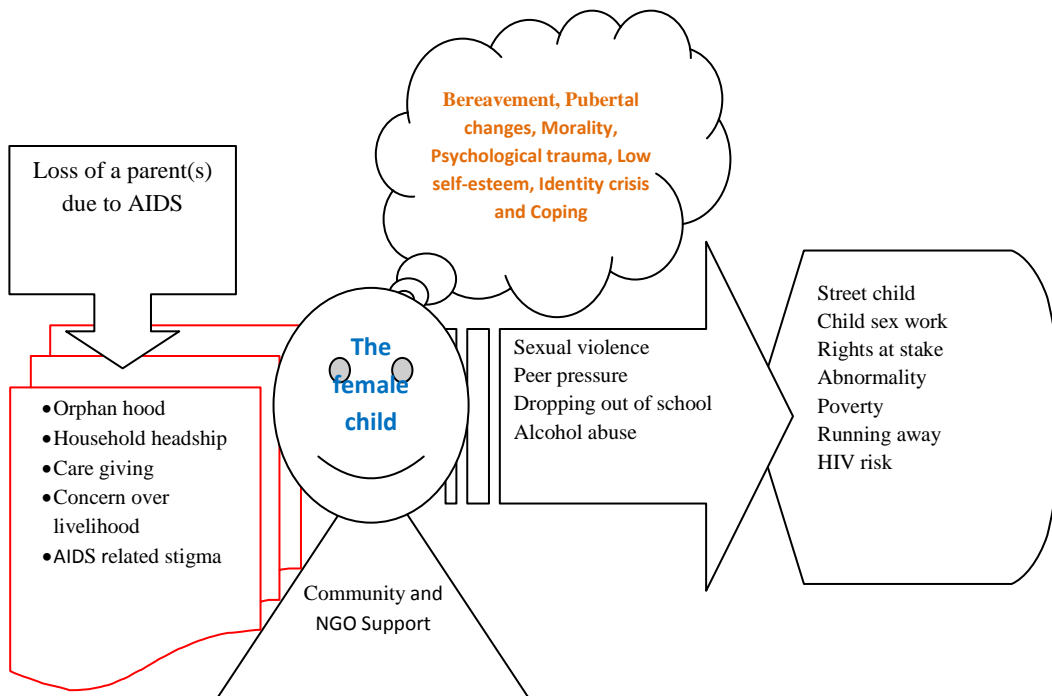 Bereavement, Pubertal
changes, Morality,
Psychological trauma, Low
self-esteem, Identity crisis
and Coping
Loss of a parent(s)
due to AIDS
•Orphan hood
•Household headship
•Care giving
•Concern over
livelihood
•AIDS related stigma
The
female
child
Community and
NGO Support
Sexual violence
Peer pressure
Dropping out of school
Alcohol abuse
Street child
Child sex work
Rights at stake
Abnormality
Poverty
Running away
HIV risk